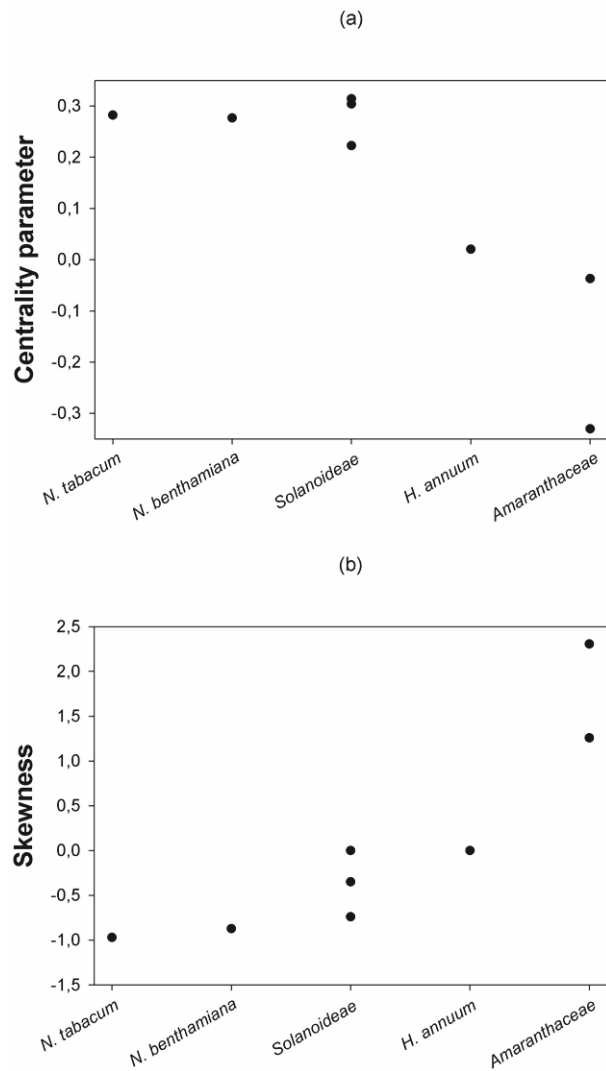 (a)
Centrality parameter
0,3
0,2
0,1
0,0
-0,1
-0,2
-0,3
N. tabacum
N. benthamiana
Solanoideae
H. annuum
Amaranthaceae
(b)
Skewness
2,5
2,0
1,5
1,0
0,5
0,0
-0,5
-1,0
-1,5
N. tabacum
N. benthamiana
Solanoideae
H. annuum
Amaranthaceae